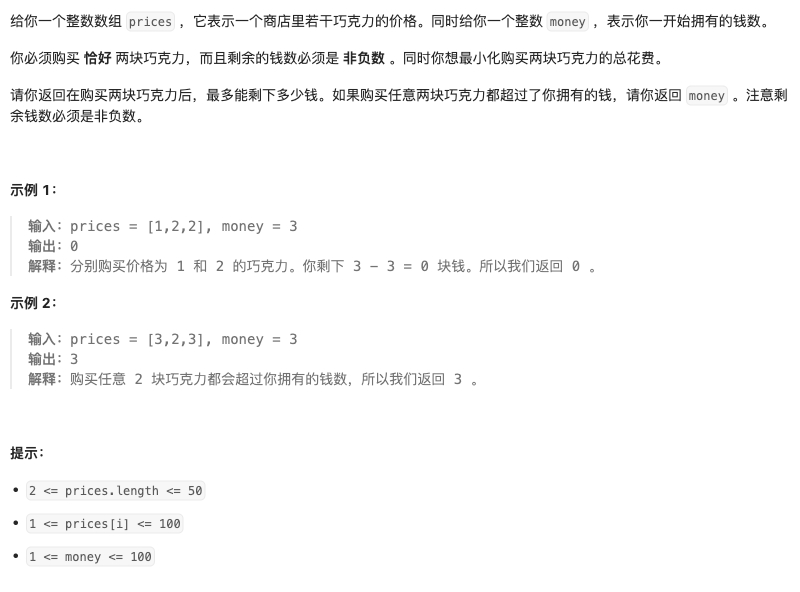 给你一个整数数组 prices ，它表示一个商店里若干巧克力的价格。同时给你一个整数 money ，表示你一开始拥有的钱数。
你必须购买 恰好 两块巧克力，而且剩余的钱数必须是 非负数 。同时你想最小化购买两块巧克力的总花费。
请你返回在购买两块巧克力后，最多能剩下多少钱。如果购买任意两块巧克力都超过了你拥有的钱，请你返回 money 。注意剩
余钱数必须是非负数。
示例 1：
输入：prices = [1,2,2], money = 3
输出：0
解释：分别购买价格为 1 和 2 的巧克力。你剩下 3 - 3 = 0 块钱。所以我们返回 0 。
示例 2：
输入：prices = [3,2,3], money = 3
输出：3
解释：购买任意 2 块巧克力都会超过你拥有的钱数，所以我们返回 3 。
提示：
• 2 <= prices.length <= 50
• 1 <= prices[i] <= 100
• 1 <= money <= 100